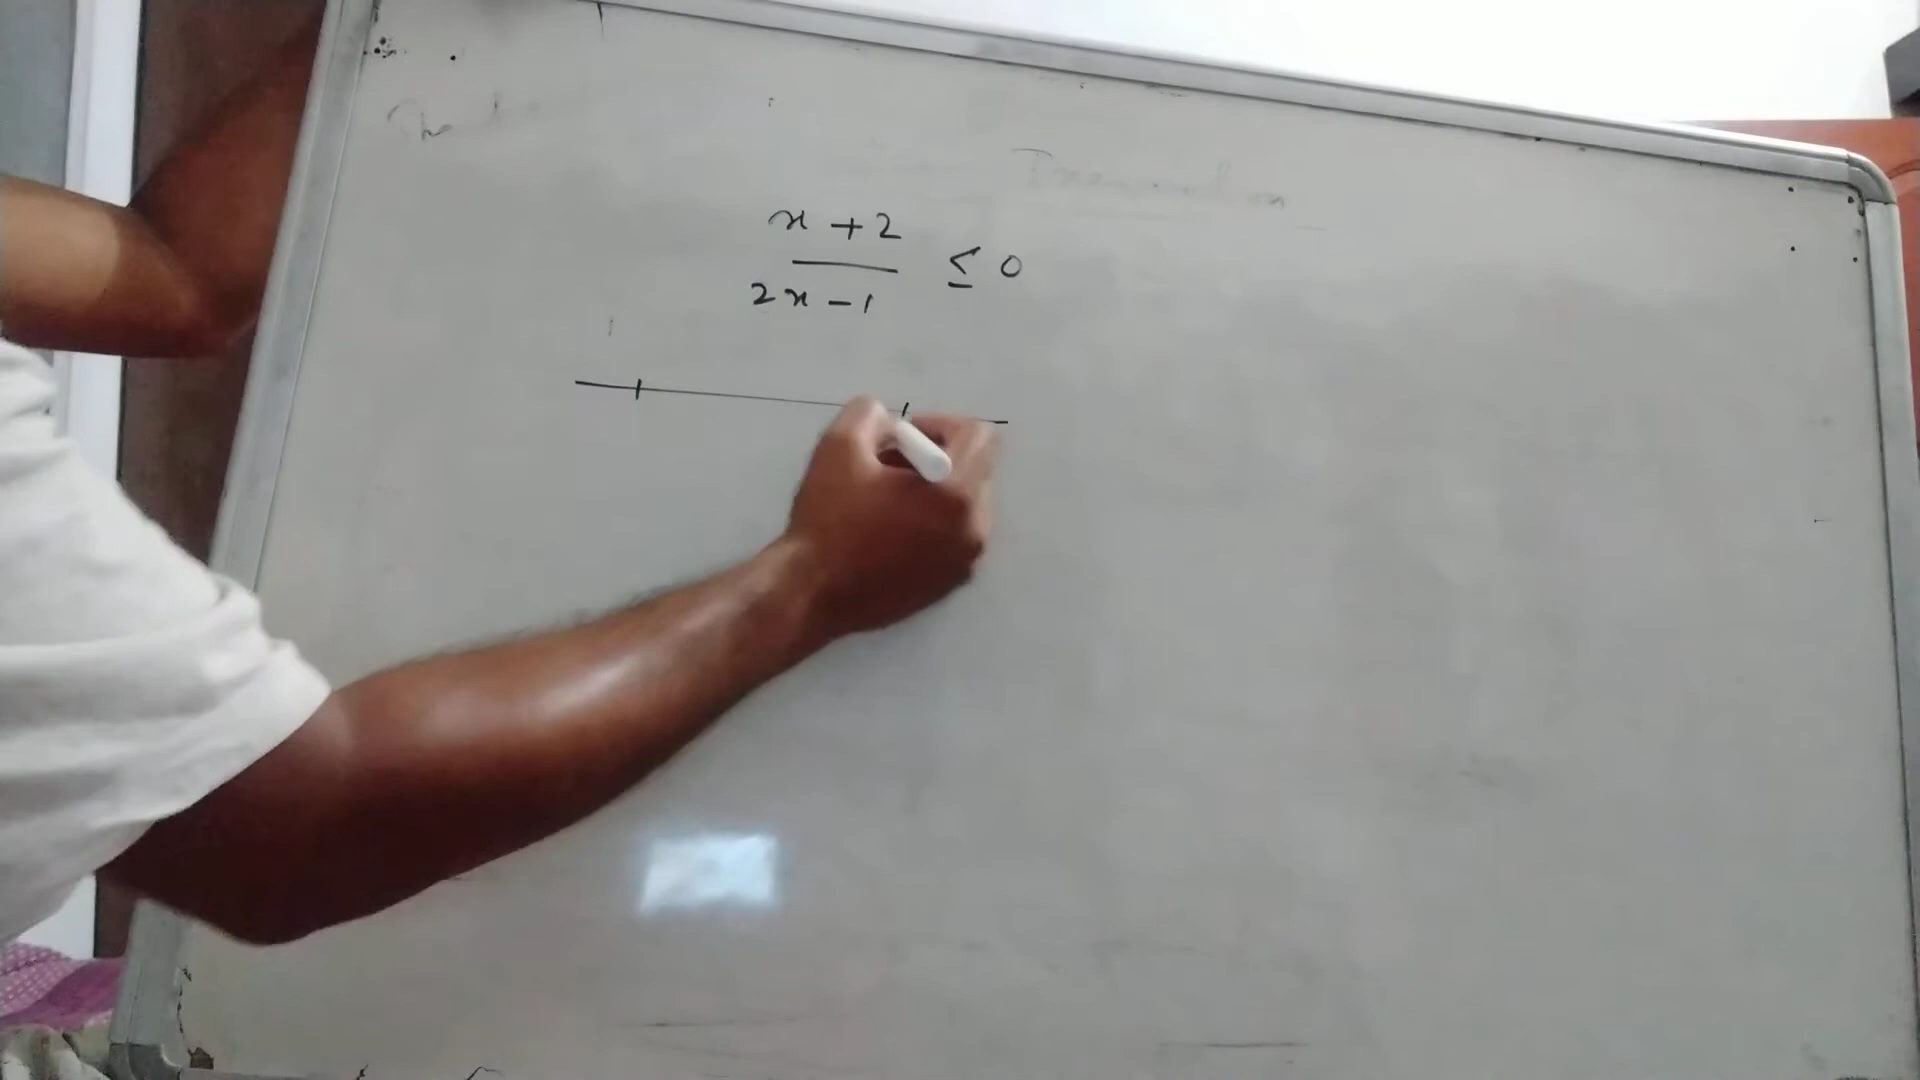 x + 2
―――― ≤ 0
2x - 1